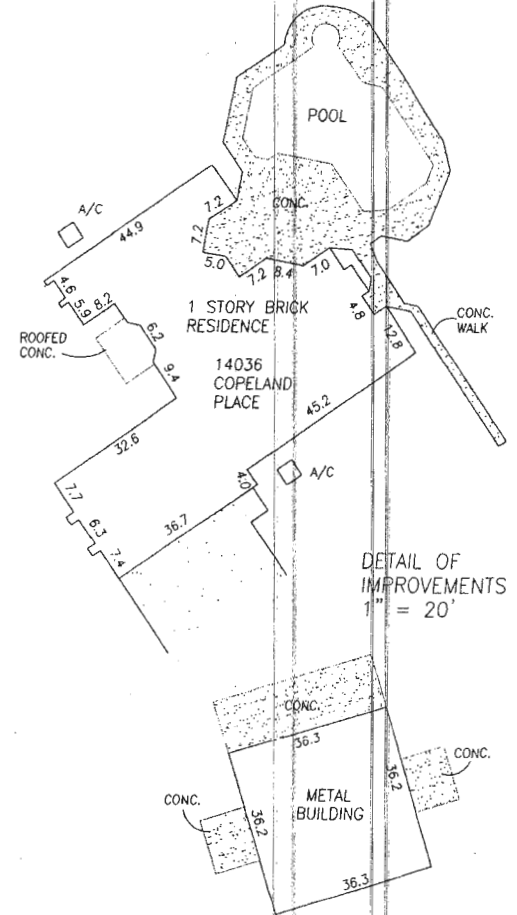 POOL
A/C
44.9
7.2
CONC.
7.2
5.0
7.2
8.4
7.0
4.6
5.9
8.2
4.8
1 STORY BRICK
RESIDENCE
CONC.
WALK
ROOFED
CONC.
6.2
12.8
9.4
14036
COPELAND
PLACE
45.2
32.6
4.0
A/C
7.7
6.3
36.7
7.4
DETAIL OF
IMPROVEMENTS
1" = 20'
CONC.
36.3
CONC.
36.2
METAL
BUILDING
CONC.
36.2
36.3